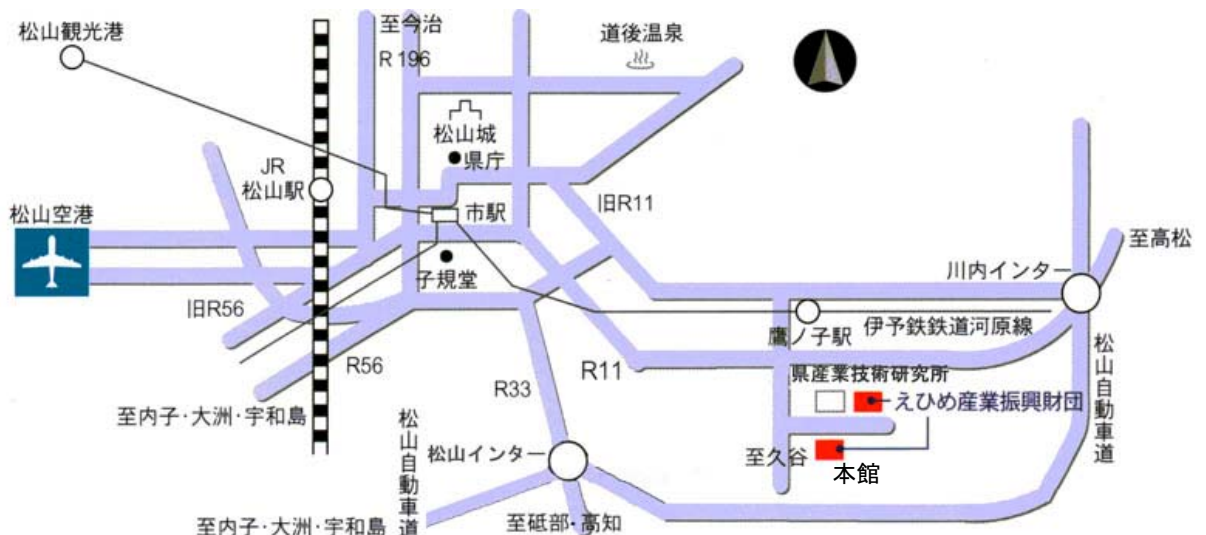 松山観光港
至今治
R 196
道後温泉
松山城
県庁
JR
松山駅
松山空港
市駅
旧R11
至高松
川内インター
子規堂
旧R56
鷹ノ子駅
伊予鉄鉄道河原線
R56
R33
R11
県産業技術研究所
えひめ産業振興財団
松山自動車道
至内子・大洲・宇和島
松山自動車道
松山インター
至久谷
本館
至内子・大洲・宇和島
至砥部・高知